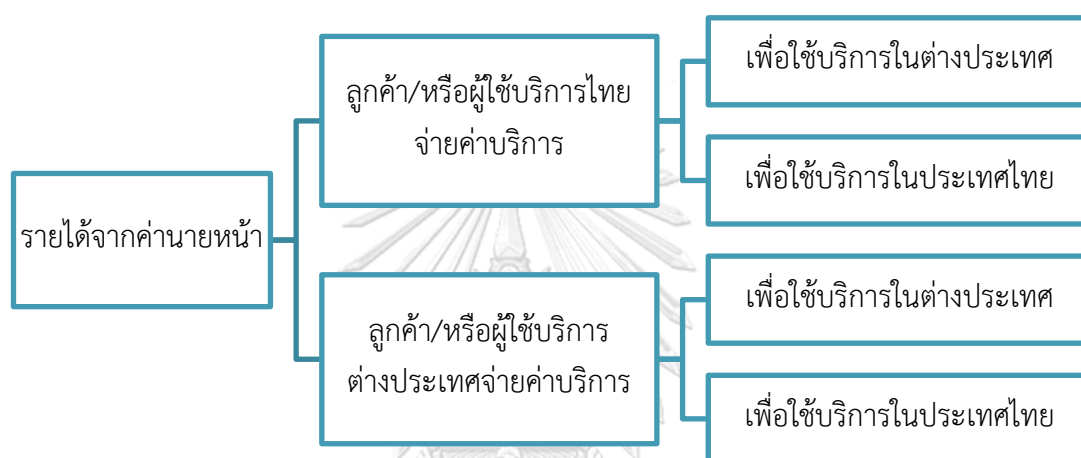 รายได้จากค่านายหน้า
ลูกค้า/หรือผู้ใช้บริการไทย
จ่ายค่าบริการ
เพื่อใช้บริการในต่างประเทศ
เพื่อใช้บริการในประเทศไทย
ลูกค้า/หรือผู้ใช้บริการ
ต่างประเทศจ่ายค่าบริการ
เพื่อใช้บริการในต่างประเทศ
เพื่อใช้บริการในประเทศไทย